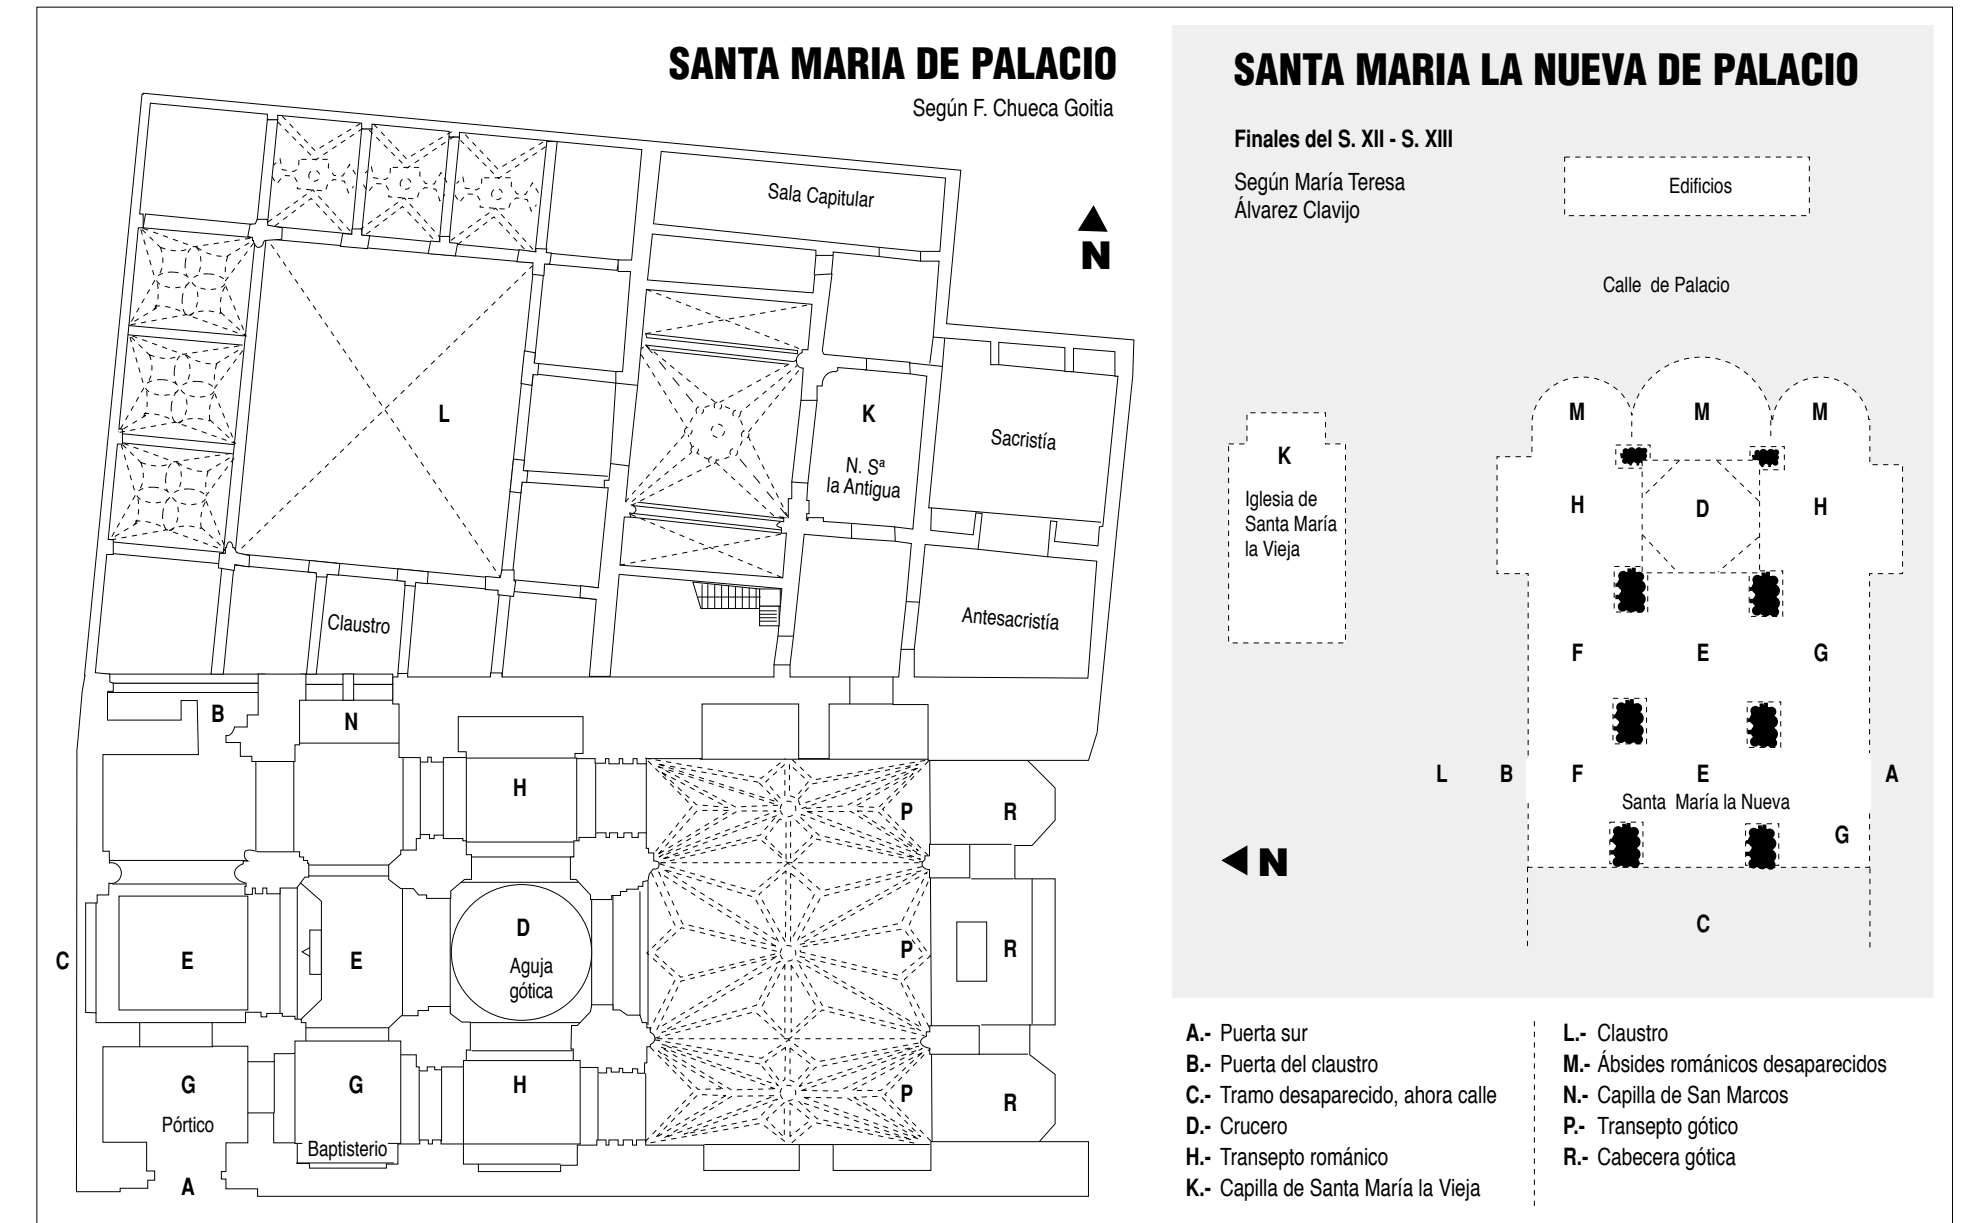 SANTA MARIA DE PALACIO
Según F. Chueca Goitia
Sala Capitular
N
L
K
N. Sª
la Antigua
Sacristía
Claustro
Antesacristía
B
N
H
P
R
C
E
E
D
Aguja
gótica
P
R
G
Pórtico
G
Baptisterio
H
P
R
A
SANTA MARIA LA NUEVA DE PALACIO
Finales del S. XII - S. XIII
Según María Teresa
Álvarez Clavijo
Edificios
Calle de Palacio
M
M
M
K
Iglesia de
Santa María
la Vieja
H
D
H
F
E
G
L
B
F
E
A
Santa María la Nueva
G
N
C
A.- Puerta sur
B.- Puerta del claustro
C.- Tramo desaparecido, ahora calle
D.- Crucero
H.- Transepto románico
K.- Capilla de Santa María la Vieja
L.- Claustro
M.- Ábsides románicos desaparecidos
N.- Capilla de San Marcos
P.- Transepto gótico
R.- Cabecera gótica